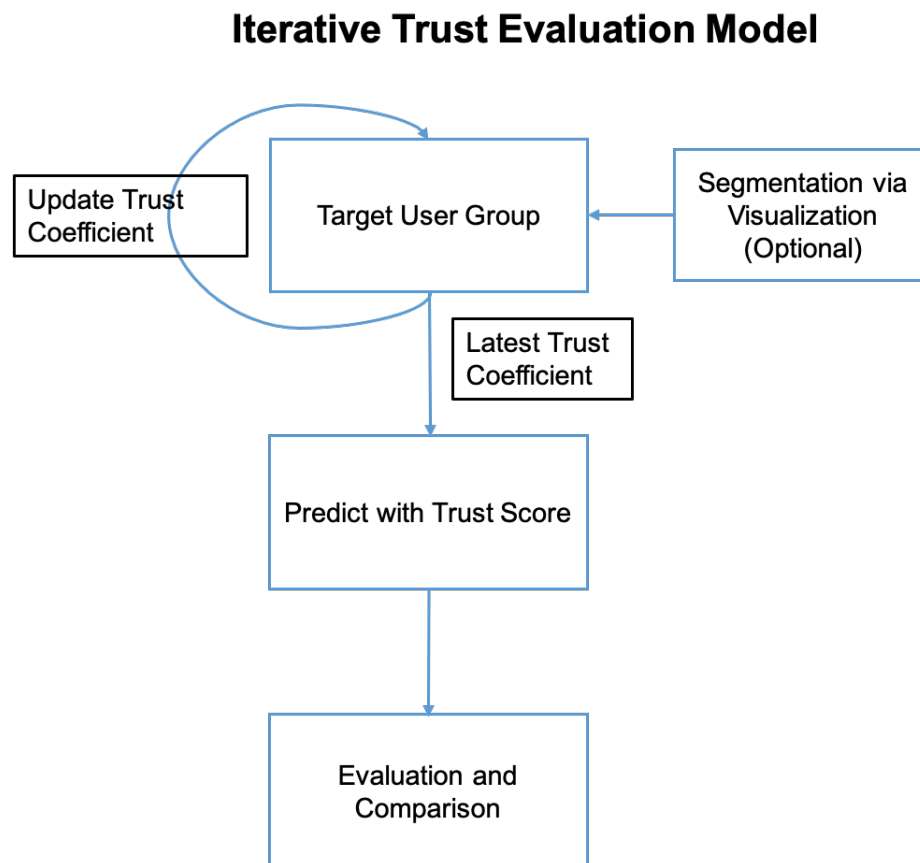 Iterative Trust Evaluation Model
Update Trust
Coefficient
Target User Group
Segmentation via
Visualization
(Optional)
Latest Trust
Coefficient
Predict with Trust Score
Evaluation and
Comparison